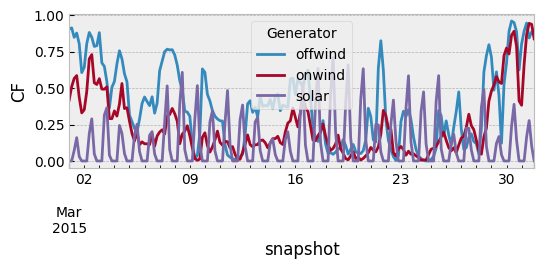 1.00
0.75
0.50
0.25
0.00
CF
Generator
offwind
onwind
solar
02 09 16 23 30
Mar
2015
snapshot